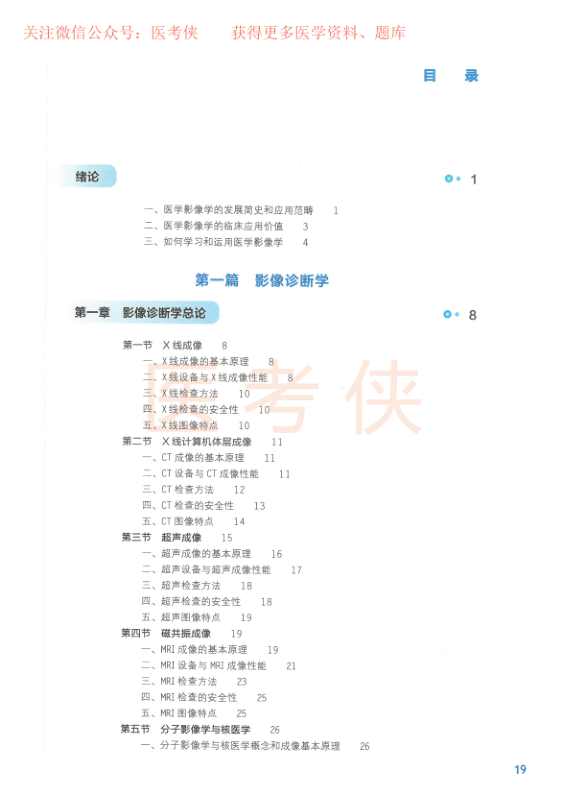 关注微信公众号：医考侠 获得更多医学资料、题库
目 录
绪论 1
一、医学影像学的发展简史和应用范畴 1
二、医学影像学的临床应用价值 3
三、如何学习和运用医学影像学 4
第一篇 影像诊断学
第一章 影像诊断学总论 8
第一节 X 线成像 8
一、X 线成像的基本原理 8
二、X 线设备与 X 线成像性能 8
三、X 线检查方法 10
四、X 线检查的安全性 10
五、X 线图像特点 10
第二节 X 线计算机体层成像 11
一、CT 成像的基本原理 11
二、CT 设备与 CT 成像性能 11
三、CT 检查方法 12
四、CT 检查的安全性 13
五、CT 图像特点 14
第三节 超声成像 15
一、超声成像的基本原理 16
二、超声设备与超声成像性能 17
三、超声检查方法 18
四、超声检查的安全性 18
五、超声图像特点 19
第四节 磁共振成像 19
一、MRI 成像的基本原理 19
二、MRI 设备与 MRI 成像性能 21
三、MRI 检查方法 23
四、MRI 检查的安全性 25
五、MRI 图像特点 25
第五节 分子影像学与核医学 26
一、分子影像学与核医学概念和成像基本原理 26
医考侠
19